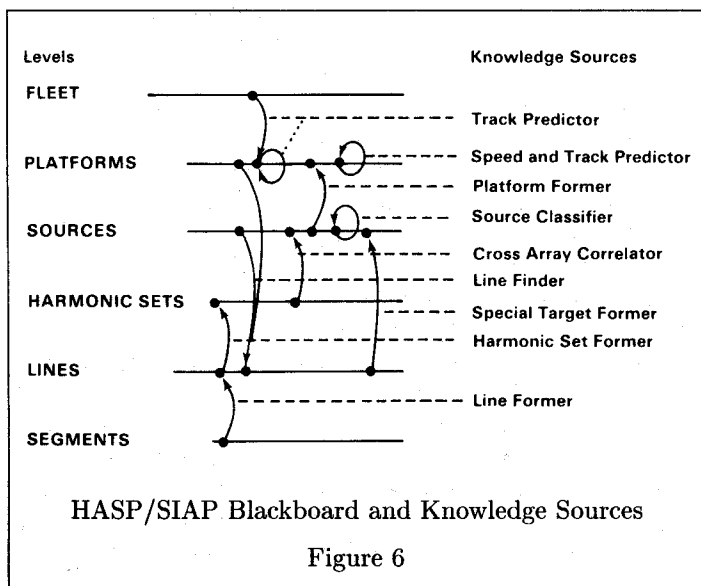 Levels
Knowledge Sources
FLEET
Track Predictor
PLATFORMS
Speed and Track Predictor
Platform Former
Source Classifier
SOURCES
Cross Array Correlator
Line Finder
HARMONIC SETS
Special Target Former
Harmonic Set Former
LINES
Line Former
SEGMENTS
HASP/SIAP Blackboard and Knowledge Sources
Figure 6